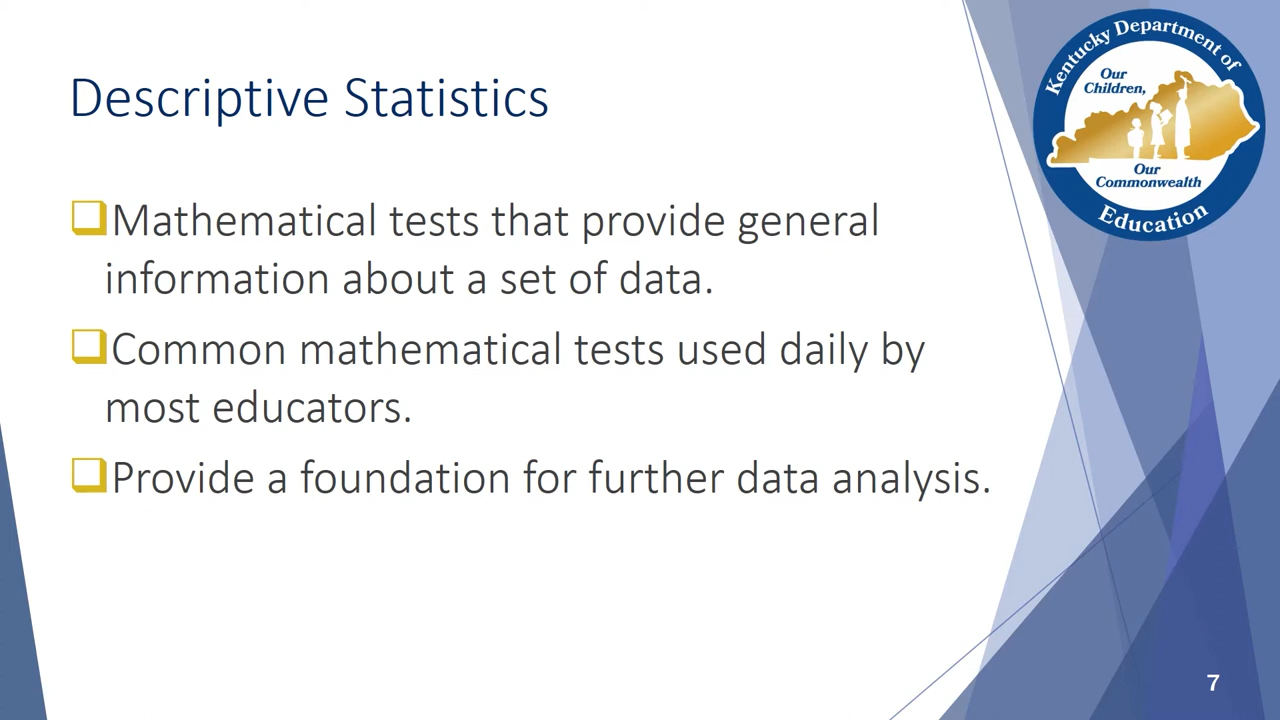 Descriptive Statistics
Kentucky Department of
Our
Children,
Our
Commonwealth
Education
Mathematical tests that provide general
information about a set of data.
Common mathematical tests used daily by
most educators.
Provide a foundation for further data analysis.
7